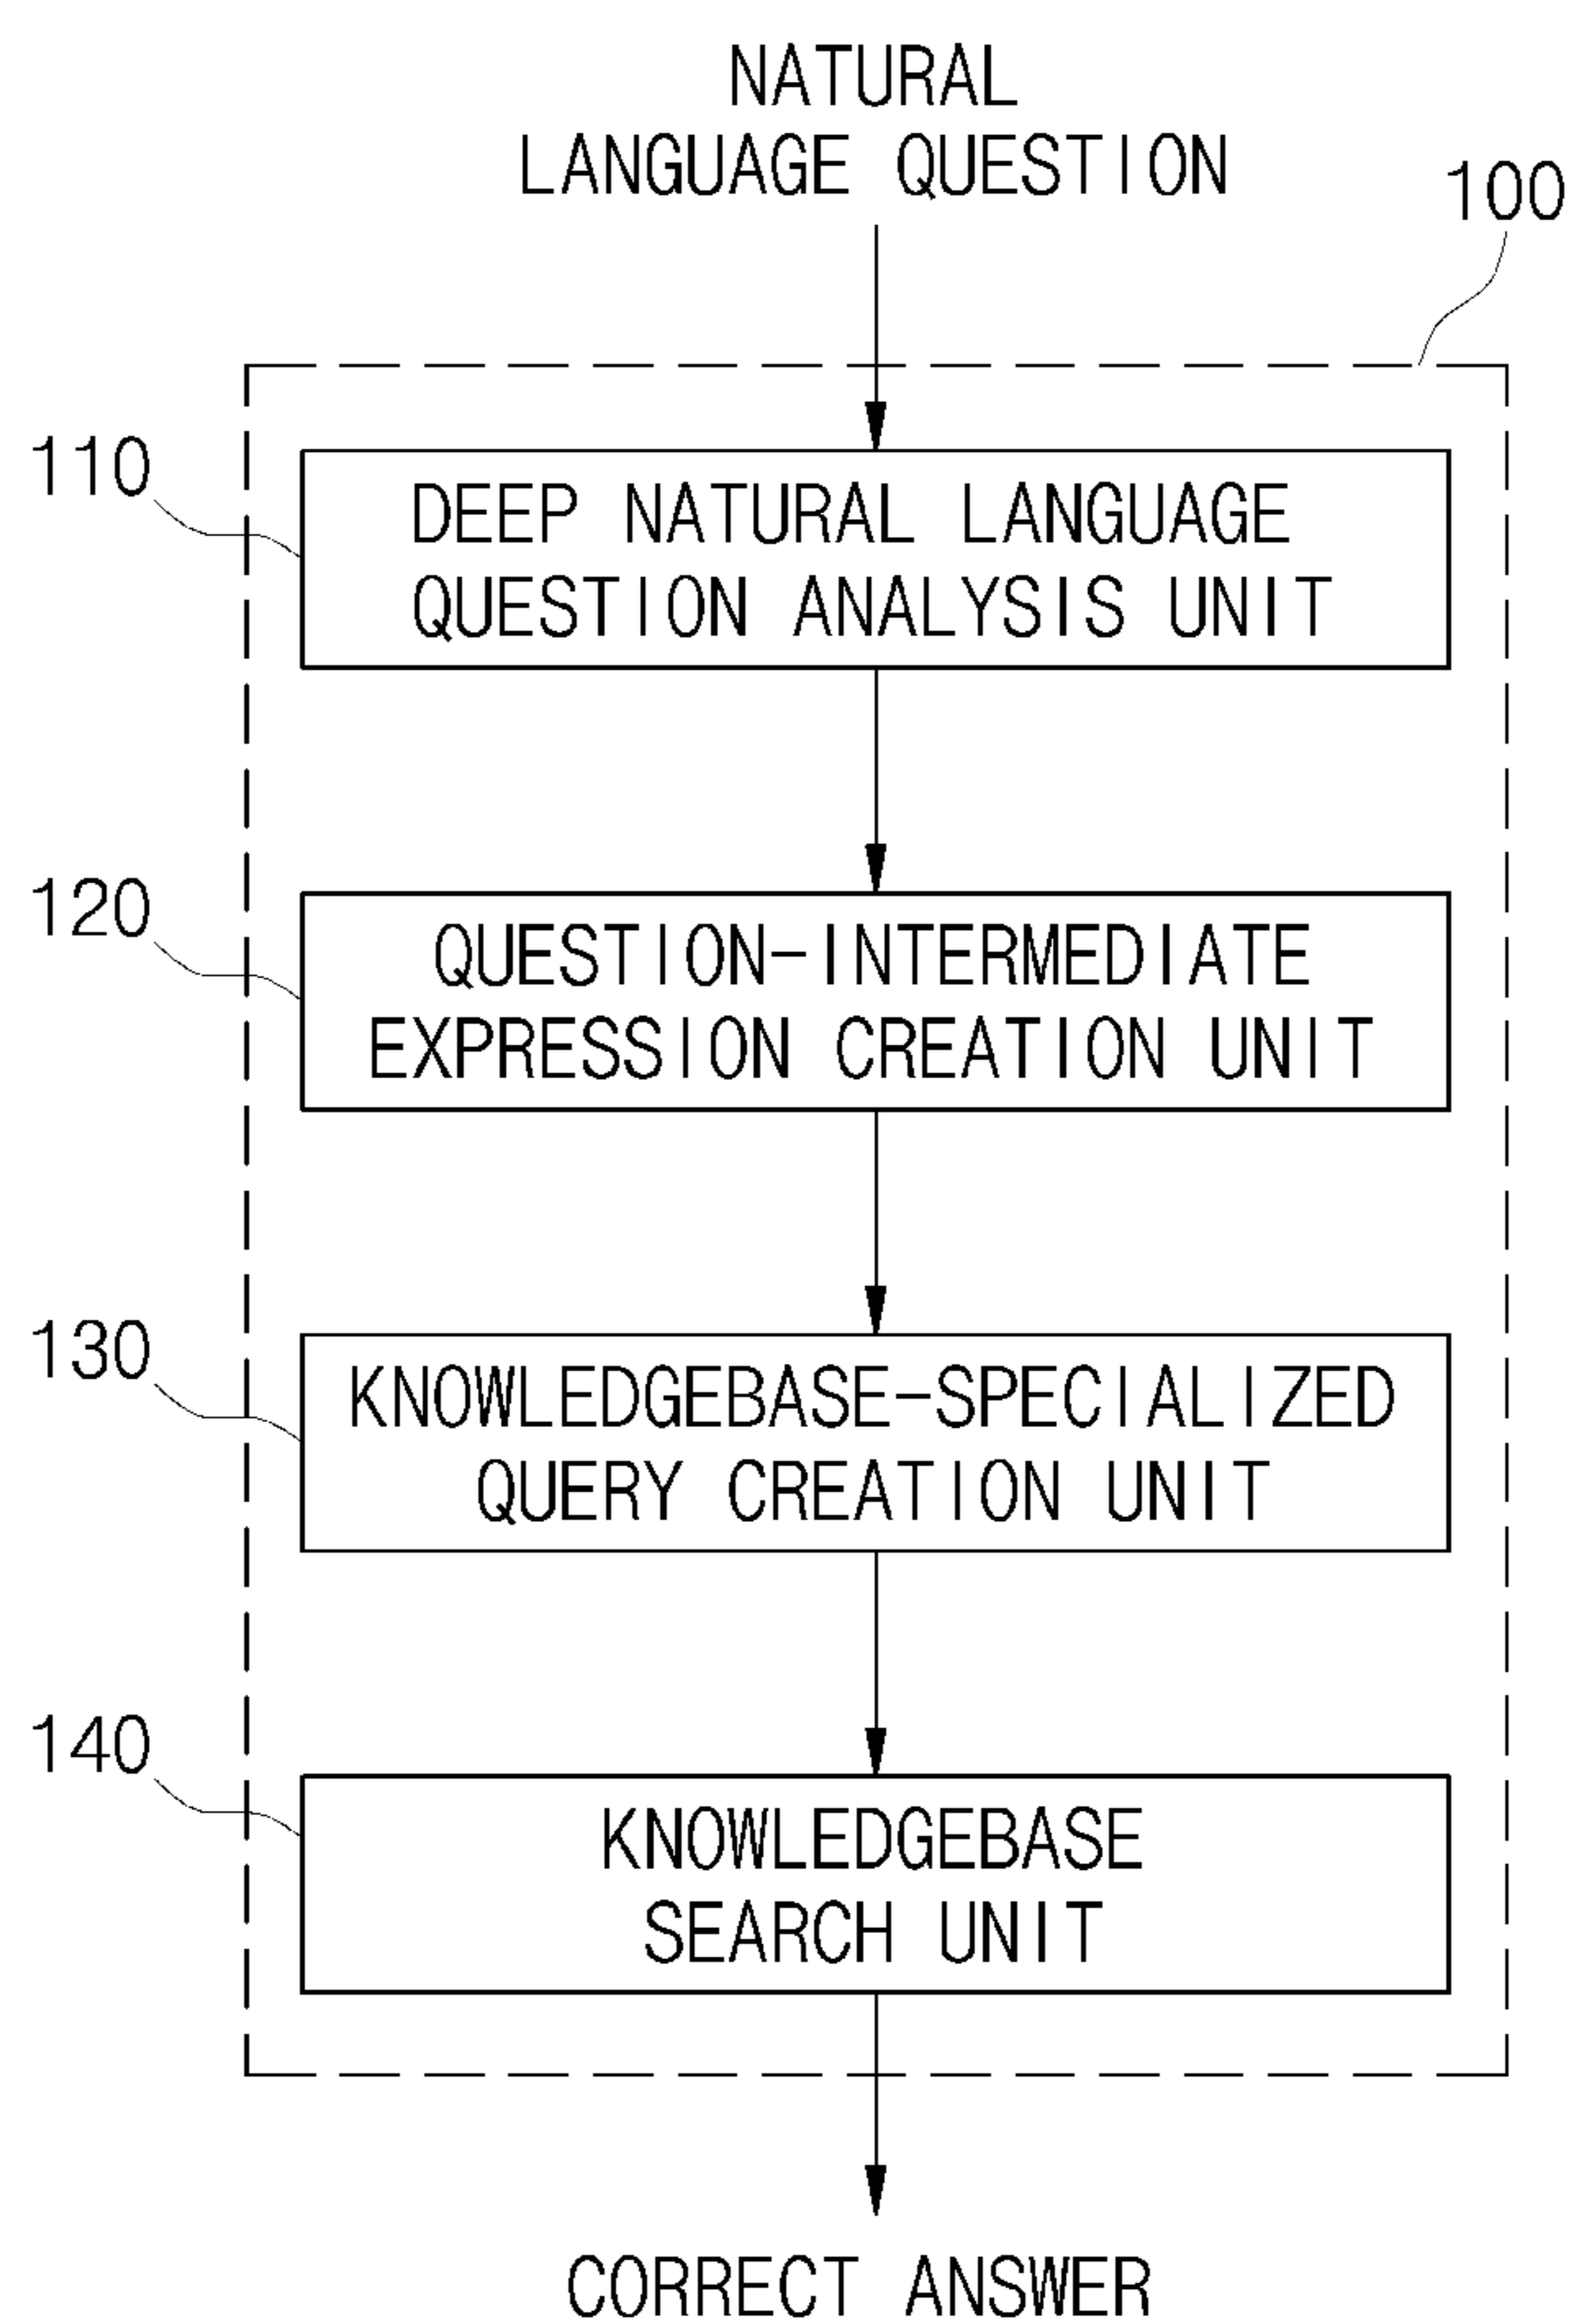 NATURAL
LANGUAGE QUESTION
100
110
DEEP NATURAL LANGUAGE
QUESTION ANALYSIS UNIT
120
QUESTION-INTERMEDIATE
EXPRESSION CREATION UNIT
130
KNOWLEDGEBASE-SPECIALIZED
QUERY CREATION UNIT
140
KNOWLEDGEBASE
SEARCH UNIT
CORRECT ANSWER